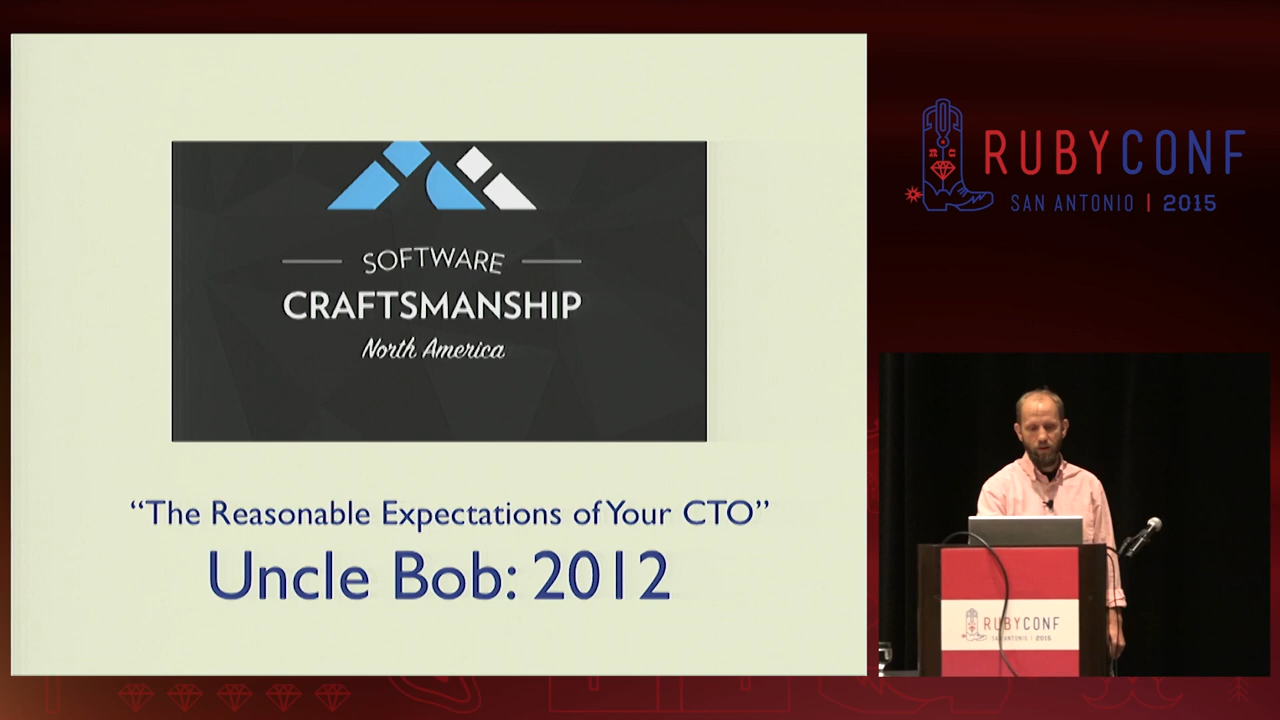 SOFTWARE
CRAFTSMANSHIP
North America
“The Reasonable Expectations of Your CTO”
Uncle Bob: 2012
RUBYCONF
SAN ANTONIO | 2015
RUBYCONF
SAN ANTONIO | 2015